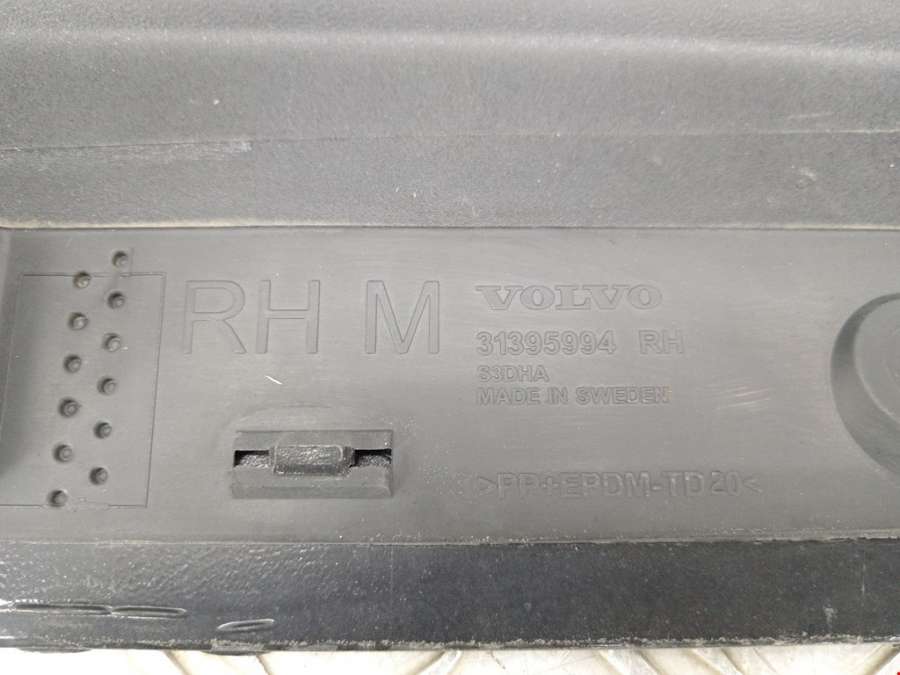 RH M
VOLVO
31395994 RH
S3DHA
MADE IN SWEDEN
>PP+EPDM-TD20<